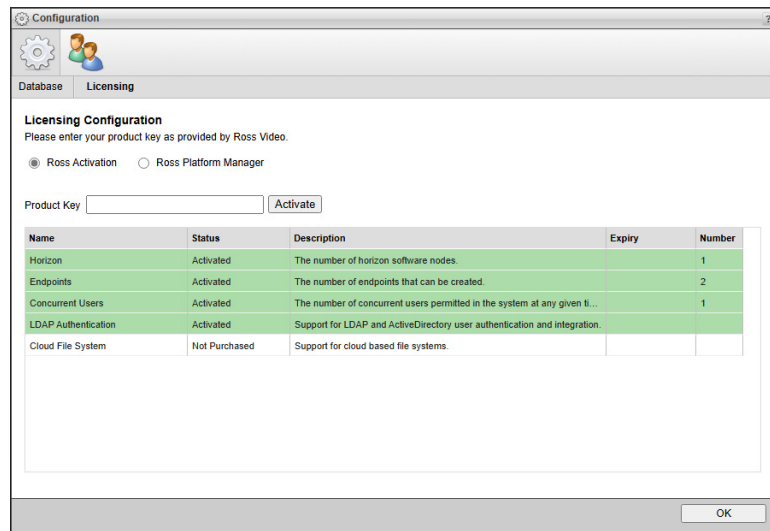 Configuration
?
Database Licensing
Licensing Configuration
Please enter your product key as provided by Ross Video.
Ross Activation Ross Platform Manager
Product Key Activate
Name Status Description Expiry Number
Horizon Activated The number of horizon software nodes. 1
Endpoints Activated The number of endpoints that can be created. 2
Concurrent Users Activated The number of concurrent users permitted in the system at any given ti... 1
LDAP Authentication Activated Support for LDAP and ActiveDirectory user authentication and integration.
Cloud File System Not Purchased Support for cloud based file systems.
OK